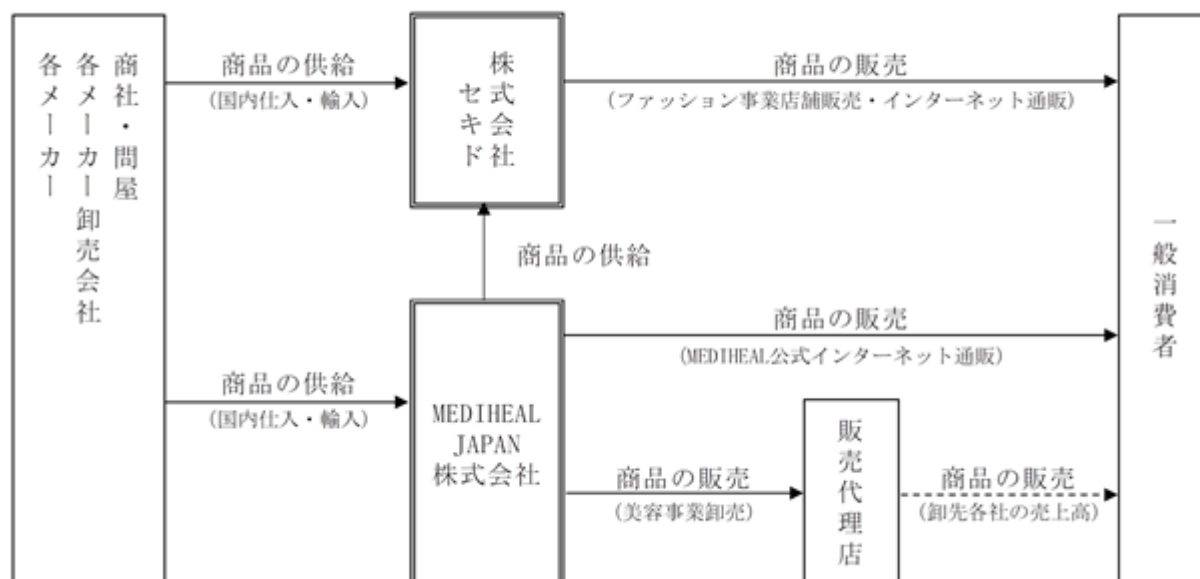 商社・問屋
各メーカー卸売会社
各メーカー
商品の供給
(国内仕入・輸入)
株式会社
セキド
商品の販売
(ファッション事業店舗販売・インターネット通販)
商品の供給
商品の供給
(国内仕入・輸入)
MEDIHEAL
JAPAN
株式会社
商品の販売
(MEDIHEAL公式インターネット通販)
商品の販売
(美容事業卸売)
販売代理店
商品の販売
(卸先各社の売上高)
一般消費者